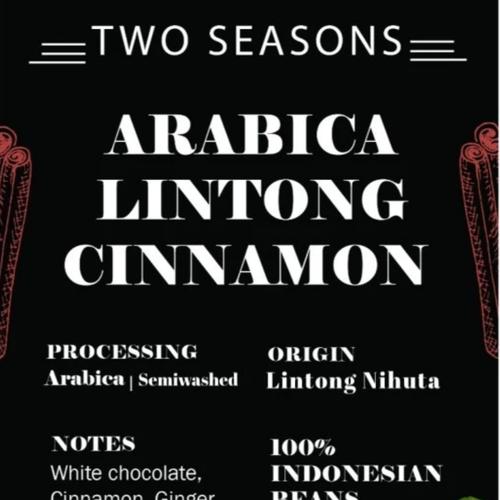 TWO SEASONS
ARABICA
LINTONG
CINNAMON
PROCESSING
Arabica | Semiwashed
ORIGIN
Lintong Nihuta
NOTES
White chocolate,
Cinnamon, Ginger
100%
INDONESIAN
BEANS